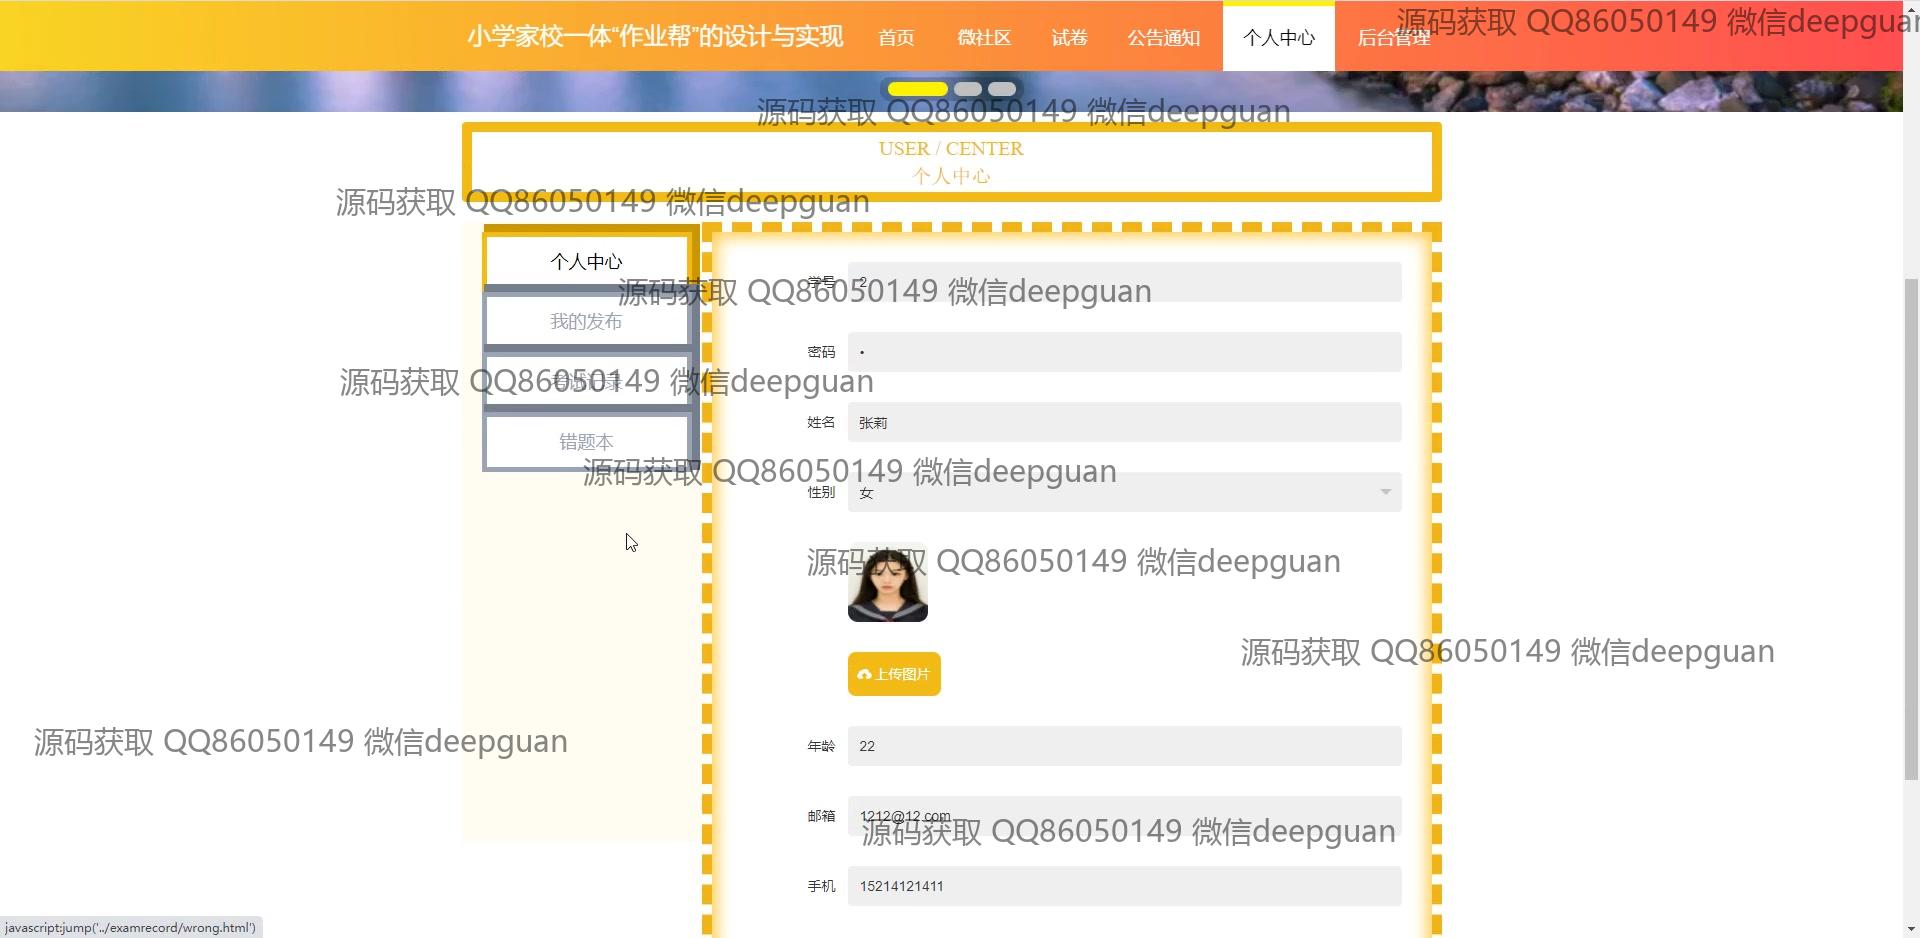 小学家校一体“作业帮”的设计与实现
首页
微社区
试卷
公告通知
个人中心
后台管理
源码获取 QQ86050149 微信deepguan
源码获取 QQ86050149 微信deepguan
USER / CENTER
个人中心
源码获取 QQ86050149 微信deepguan
个人中心
学号
2
源码获取 QQ86050149 微信deepguan
我的发布
密码
•
考试记录
源码获取 QQ86050149 微信deepguan
姓名
张莉
错题本
源码获取 QQ86050149 微信deepguan
性别
女
源码获取 QQ86050149 微信deepguan
上传图片
源码获取 QQ86050149 微信deepguan
源码获取 QQ86050149 微信deepguan
年龄
22
邮箱
1212@12.com
源码获取 QQ86050149 微信deepguan
手机
15214121411
javascript:jump('../examrecord/wrong.html')